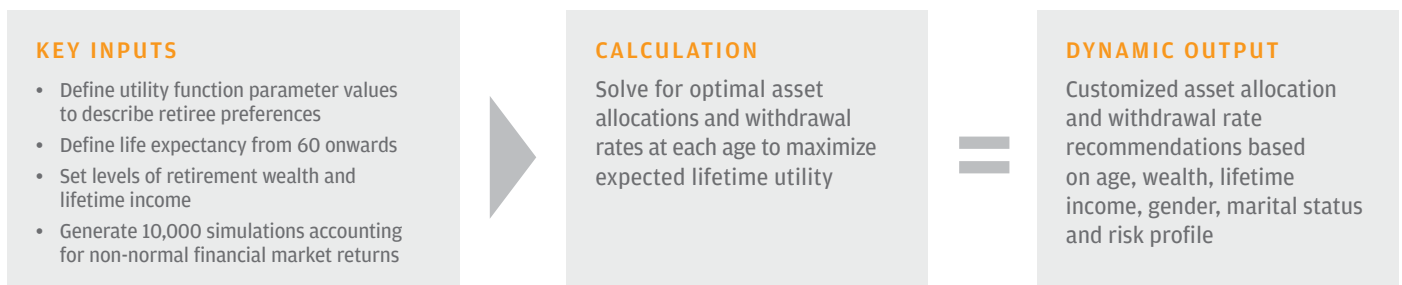 KEY INPUTS
• Define utility function parameter values
to describe retiree preferences
• Define life expectancy from 60 onwards
• Set levels of retirement wealth and
lifetime income
• Generate 10,000 simulations accounting
for non-normal financial market returns
CALCULATION
Solve for optimal asset
allocations and withdrawal
rates at each age to maximize
expected lifetime utility
DYNAMIC OUTPUT
Customized asset allocation
and withdrawal rate
recommendations based
on age, wealth, lifetime
income, gender, marital status
and risk profile